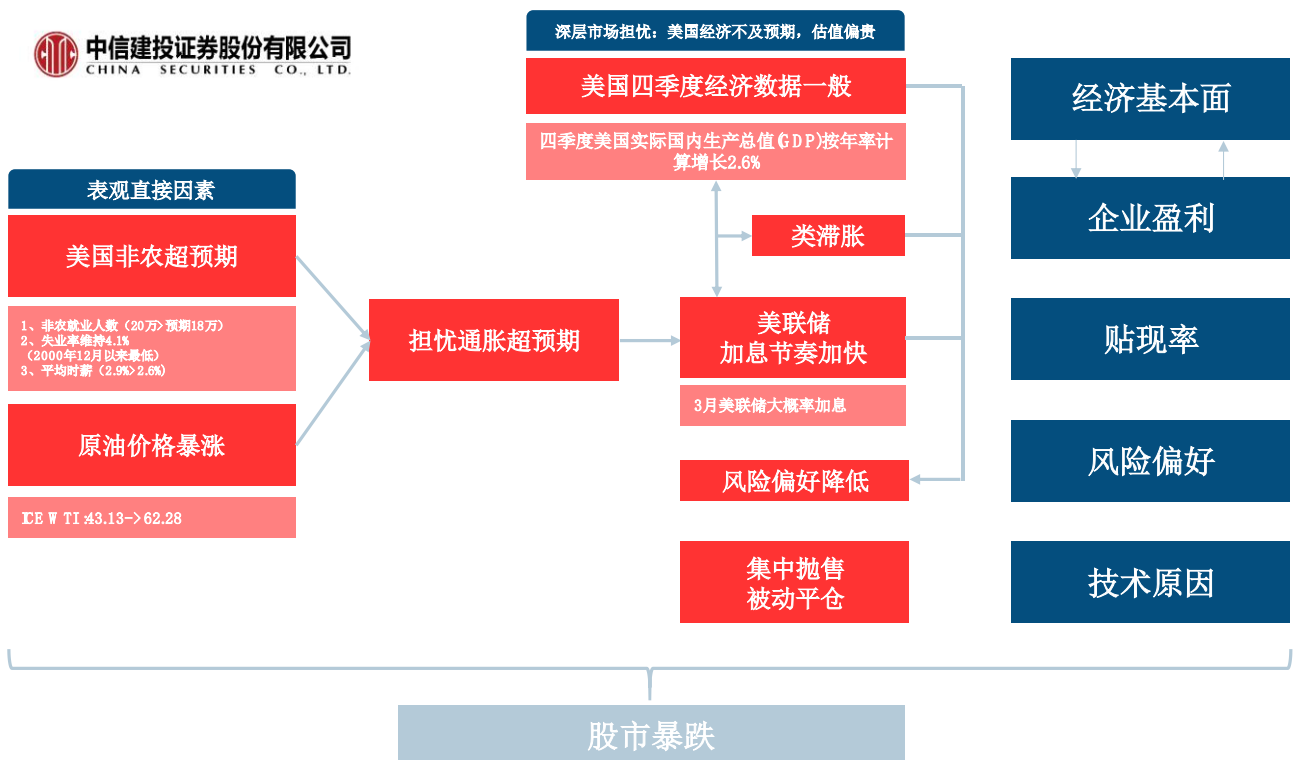 中信建投证券股份有限公司
CHINA SECURITIES CO., LTD.
深层市场担忧：美国经济不及预期，估值偏贵
美国四季度经济数据一般
四季度美国实际国内生产总值(GDP)按年率计
算增长2.6%
表观直接因素
美国非农超预期
1、非农就业人数（20万>预期18万）
2、失业率维持4.1%
（2000年12月以来最低）
3、平均时薪（2.9%>2.6%)
原油价格暴涨
ICE WTI:43.13->62.28
担忧通胀超预期
类滞胀
美联储
加息节奏加快
3月美联储大概率加息
风险偏好降低
集中抛售
被动平仓
经济基本面
企业盈利
贴现率
风险偏好
技术原因
股市暴跌